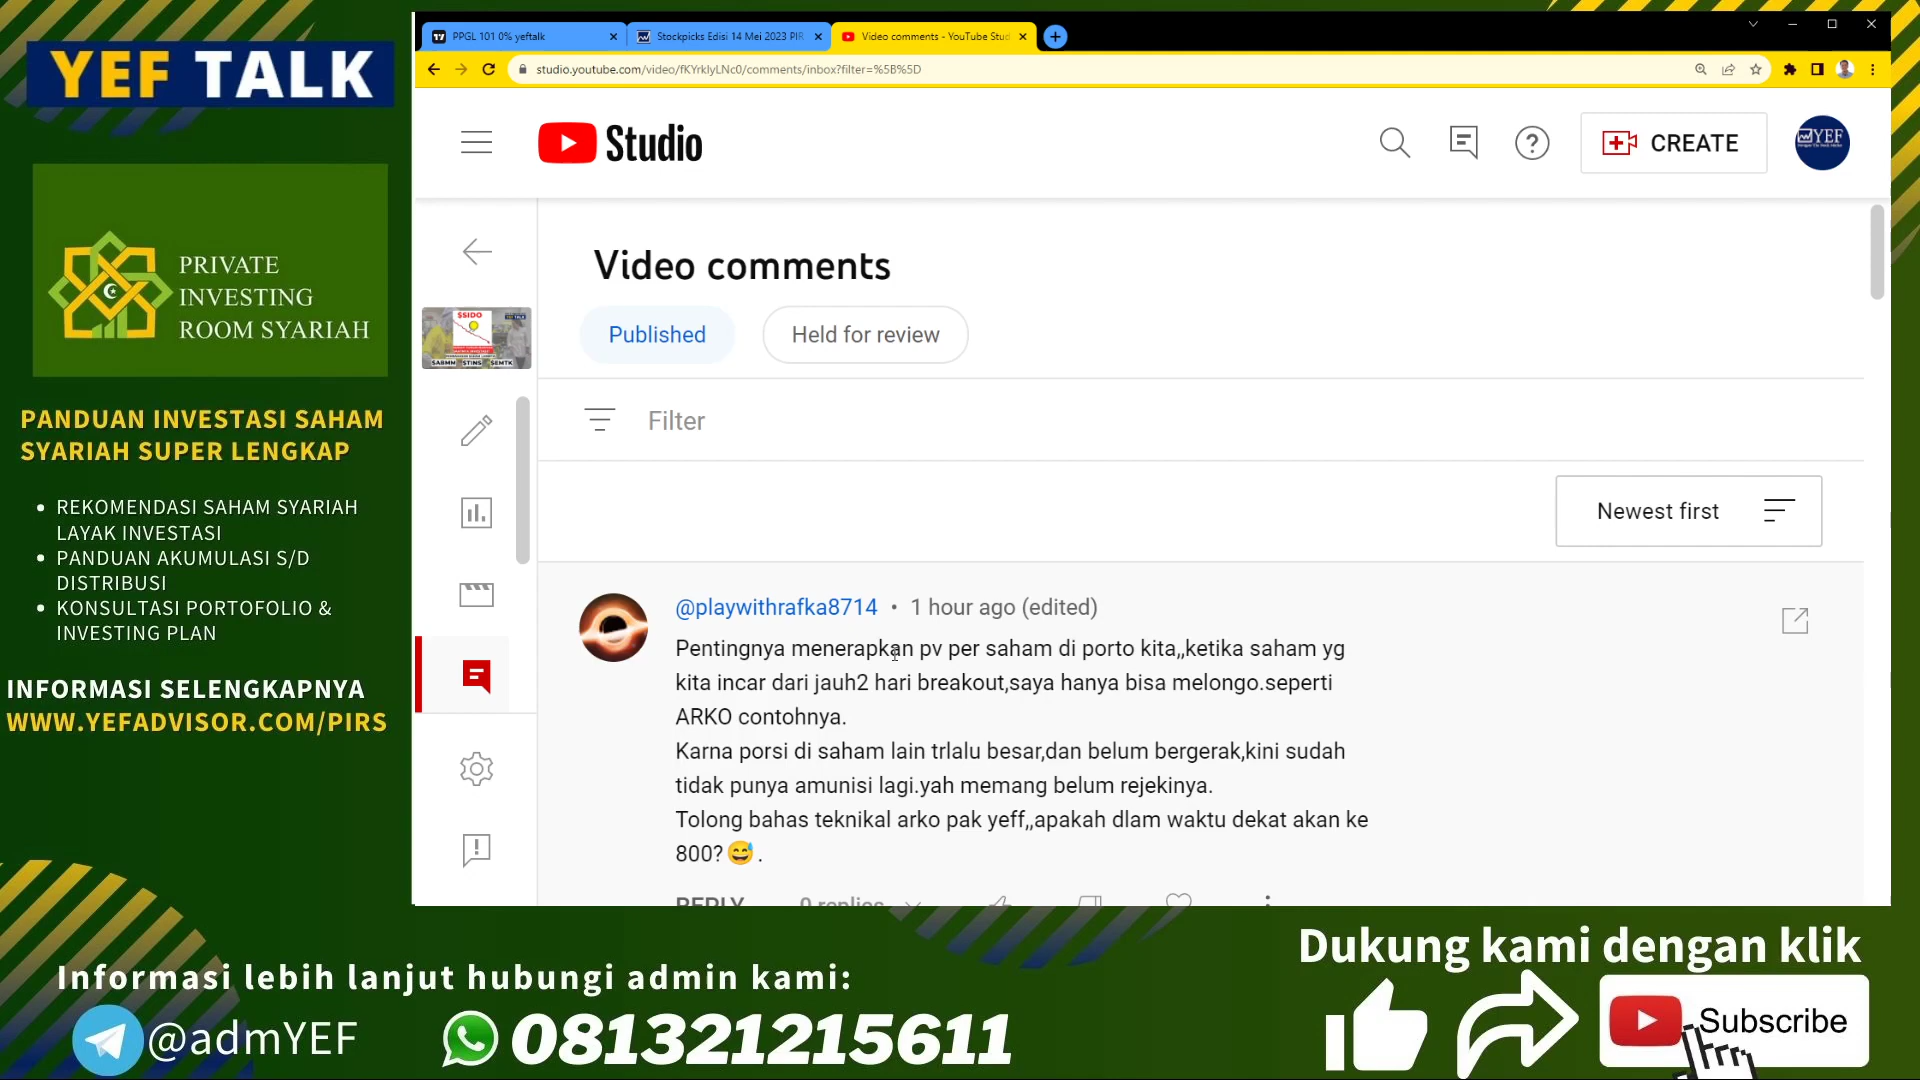 YEF TALK
PRIVATE
INVESTING
ROOM SYARIAH
PANDUAN INVESTASI SAHAM
SYARIAH SUPER LENGKAP
REKOMENDASI SAHAM SYARIAH
LAYAK INVESTASI
PANDUAN AKUMULASI S/D
DISTRIBUSI
KONSULTASI PORTOFOLIO &
INVESTING PLAN
INFORMASI SELENGKAPNYA
WWW.YEFADVISOR.COM/PIRS
PPGL 101 0% yeftalk
Stockpicks Edisi 14 Mei 2023 PIR
Video comments - YouTube Stud
studio.youtube.com/video/fKYrklyLNc0/comments/inbox?filter=%5B%5D
Studio
CREATE
YEF
Video comments
Published
Held for review
$SIDO
YEF TALK
Filter
Newest first
@playwithrafka8714 • 1 hour ago (edited)
Pentingnya menerapkan pv per saham di porto kita,,ketika saham yg
kita incar dari jauh2 hari breakout,saya hanya bisa melongo.seperti
ARKO contohnya.
Karna porsi di saham lain trlalu besar,dan belum bergerak,kini sudah
tidak punya amunisi lagi.yah memang belum rejekinya.
Tolong bahas teknikal arko pak yeff,,apakah dlam waktu dekat akan ke
800?😅.
REPLY 0 replies
Dukung kami dengan klik
Informasi lebih lanjut hubungi admin kami:
@admYEF
081321215611
Subscribe